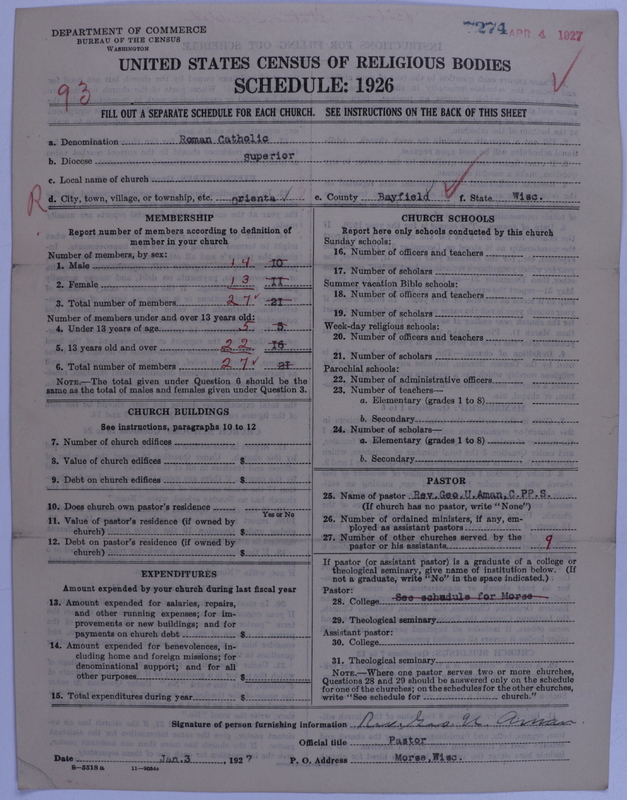 DEPARTMENT OF COMMERCE
BUREAU OF THE CENSUS
WASHINGTON
274 APR 4 1927
UNITED STATES CENSUS OF RELIGIOUS BODIES
SCHEDULE: 1926
93
FILL OUT A SEPARATE SCHEDULE FOR EACH CHURCH. SEE INSTRUCTIONS ON THE BACK OF THIS SHEET
a. Denomination Roman Catholic
b. Diocese superior
c. Local name of church
R d. City, town, village, or township, etc. orienta e. County Bayfield f. State Wisc.
MEMBERSHIP
Report number of members according to definition of
member in your church
Number of members, by sex:
1. Male 14 10
2. Female 13 11
3. Total number of members 27 21
Number of members under and over 13 years old:
4. Under 13 years of age 5
5. 13 years old and over 22 16
6. Total number of members 27 21
NOTE.—The total given under Question 6 should be the
same as the total of males and females given under Question 3.
CHURCH BUILDINGS
See instructions, paragraphs 10 to 12
7. Number of church edifices
8. Value of church edifices $
9. Debt on church edifices $
10. Does church own pastor's residence
Yes or No
11. Value of pastor's residence (if owned by
church) $
12. Debt on pastor's residence (if owned by
church) $
EXPENDITURES
Amount expended by your church during last fiscal year
13. Amount expended for salaries, repairs,
and other running expenses; for im-
provements or new buildings; and for
payments on church debt $
14. Amount expended for benevolences, in-
cluding home and foreign missions; for
denominational support; and for all
other purposes $
15. Total expenditures during year $
CHURCH SCHOOLS
Report here only schools conducted by this church
Sunday schools:
16. Number of officers and teachers
17. Number of scholars
Summer vacation Bible schools:
18. Number of officers and teachers
19. Number of scholars
Week-day religious schools:
20. Number of officers and teachers
21. Number of scholars
Parochial schools:
22. Number of administrative officers
23. Number of teachers—
a. Elementary (grades 1 to 8)
b. Secondary
24. Number of scholars—
a. Elementary (grades 1 to 8)
b. Secondary
PASTOR
25. Name of pastor Rev.Geo.U.Aman,C.PP.S.
(If church has no pastor, write "None")
26. Number of ordained ministers, if any, em-
ployed as assistant pastors
27. Number of other churches served by the
pastor or his assistants 9
If pastor (or assistant pastor) is a graduate of a college or
theological seminary, give name of institution below. (If
not a graduate, write "No" in the space indicated.)
Pastor:
28. College See schedule for Morse
29. Theological seminary
Assistant pastor:
30. College
31. Theological seminary
NOTE.—Where one pastor serves two or more churches,
Questions 28 and 29 should be answered only on the schedule
for one of the churches; on the schedules for the other churches,
write "See schedule for church."
Signature of person furnishing information Rev. Geo. U. Aman.
Official title Pastor
Date Jan.3, 1927 P. O. Address Morse,Wisc.
8—5318 a